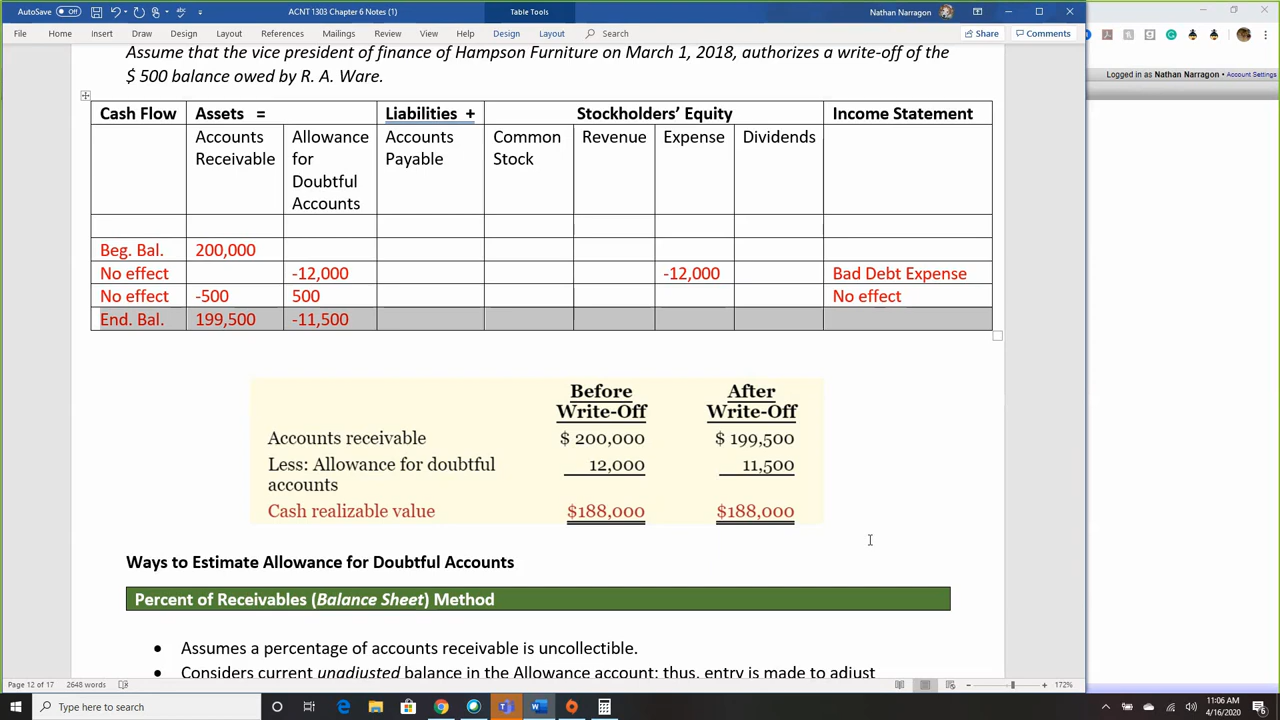 AutoSave Off ACNT 1303 Chapter 6 Notes (1) Table Tools Nathan Narragon
File Home Insert Draw Design Layout References Mailings Review View Help Design Layout Search Share Comments
Logged in as Nathan Narragon • Account Settings
Assume that the vice president of finance of Hampson Furniture on March 1, 2018, authorizes a write-off of the
$ 500 balance owed by R. A. Ware.
Cash Flow Assets = Liabilities + Stockholders’ Equity Income Statement
Accounts Allowance Accounts Common Revenue Expense Dividends
Receivable for Payable Stock
Doubtful
Accounts
Beg. Bal. 200,000
No effect -12,000 -12,000 Bad Debt Expense
No effect -500 500 No effect
End. Bal. 199,500 -11,500
Before After
Write-Off Write-Off
Accounts receivable $ 200,000 $ 199,500
Less: Allowance for doubtful 12,000 11,500
accounts
Cash realizable value $188,000 $188,000
Ways to Estimate Allowance for Doubtful Accounts
Percent of Receivables (Balance Sheet) Method
• Assumes a percentage of accounts receivable is uncollectible.
• Considers current unadjusted balance in the Allowance account; thus, entry is made to adjust
Page 12 of 17 2648 words 172%
Type here to search
11:06 AM
4/16/2020